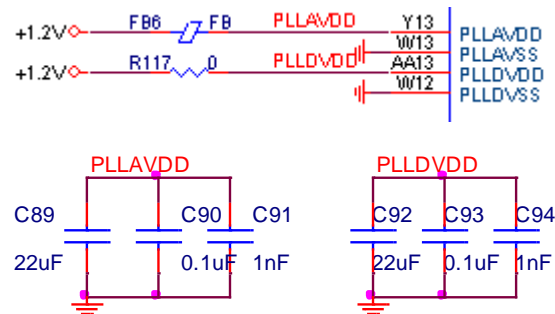 FB6 FB PLLAVDD Y13
+1.2V W13 PLLAVDD
R117 0 PLLDVDD AA13 PLLAVSS
+1.2V W12 PLLDVDD
PLLDVSS
PLLAVDD PLLDVDD
C89 C90 C91 C92 C93 C94
22uF 0.1uF 1nF 22uF 0.1uF 1nF